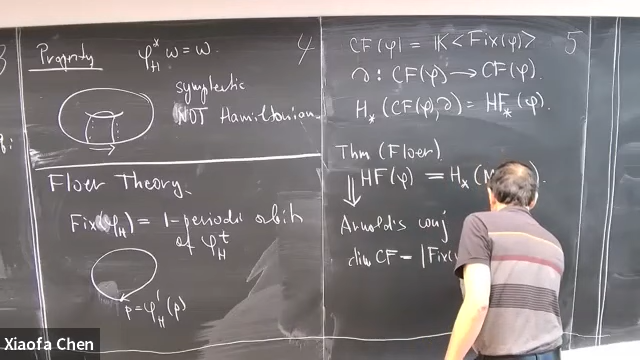 3
Property φ_H^* ω = ω. 4
symplectic
NOT Hamiltonian
Floer Theory.
Fix(φ_H) = 1-periodic orbit
of φ_H^t
p = φ_H^1(p)
CF(φ) = 𝕂<Fix(φ)> 5
∂ : CF(φ) → CF(φ).
H_*(CF(φ), ∂) = HF_*(φ).
Thm (Floer).
⇓ HF(φ) = H_*(M
Arnold's conj
dim CF = |Fix(
Xiaofa Chen